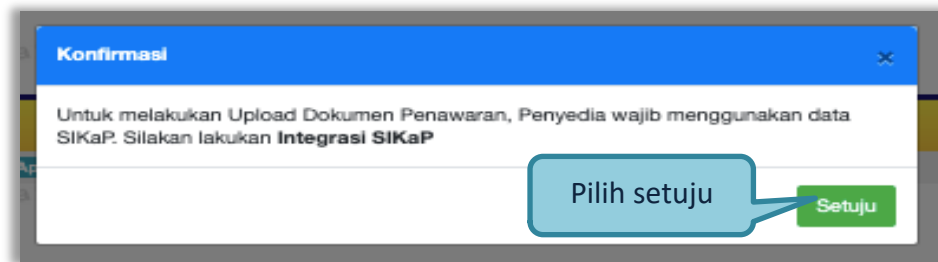 Konfirmasi ×
Untuk melakukan Upload Dokumen Penawaran, Penyedia wajib menggunakan data
SIKaP. Silakan lakukan Integrasi SIKaP
Pilih setuju
Setuju